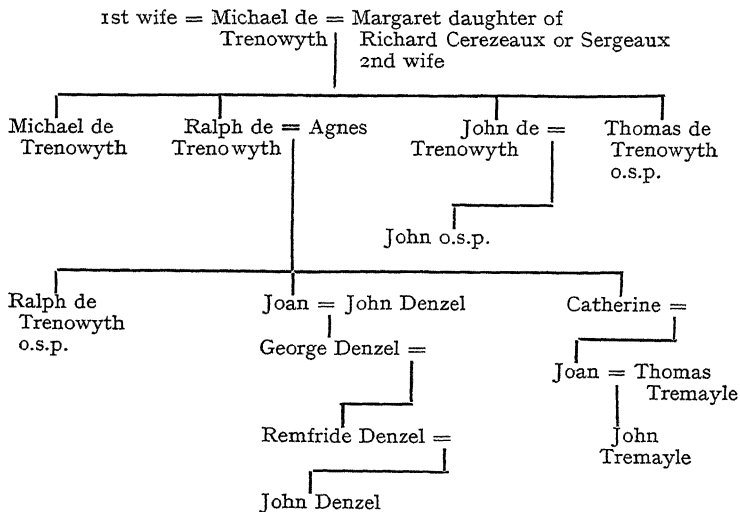 1st wife = Michael de = Margaret daughter of
Trenowyth Richard Cerezeaux or Sergeaux
2nd wife
Michael de Ralph de = Agnes John de = Thomas de
Trenowyth Trenowyth Trenowyth Trenowyth
o.s.p.
John o.s.p.
Ralph de Joan = John Denzel Catherine =
Trenowyth
o.s.p. George Denzel =
Joan = Thomas
Tremayle
Remfride Denzel = John
Tremayle
John Denzel